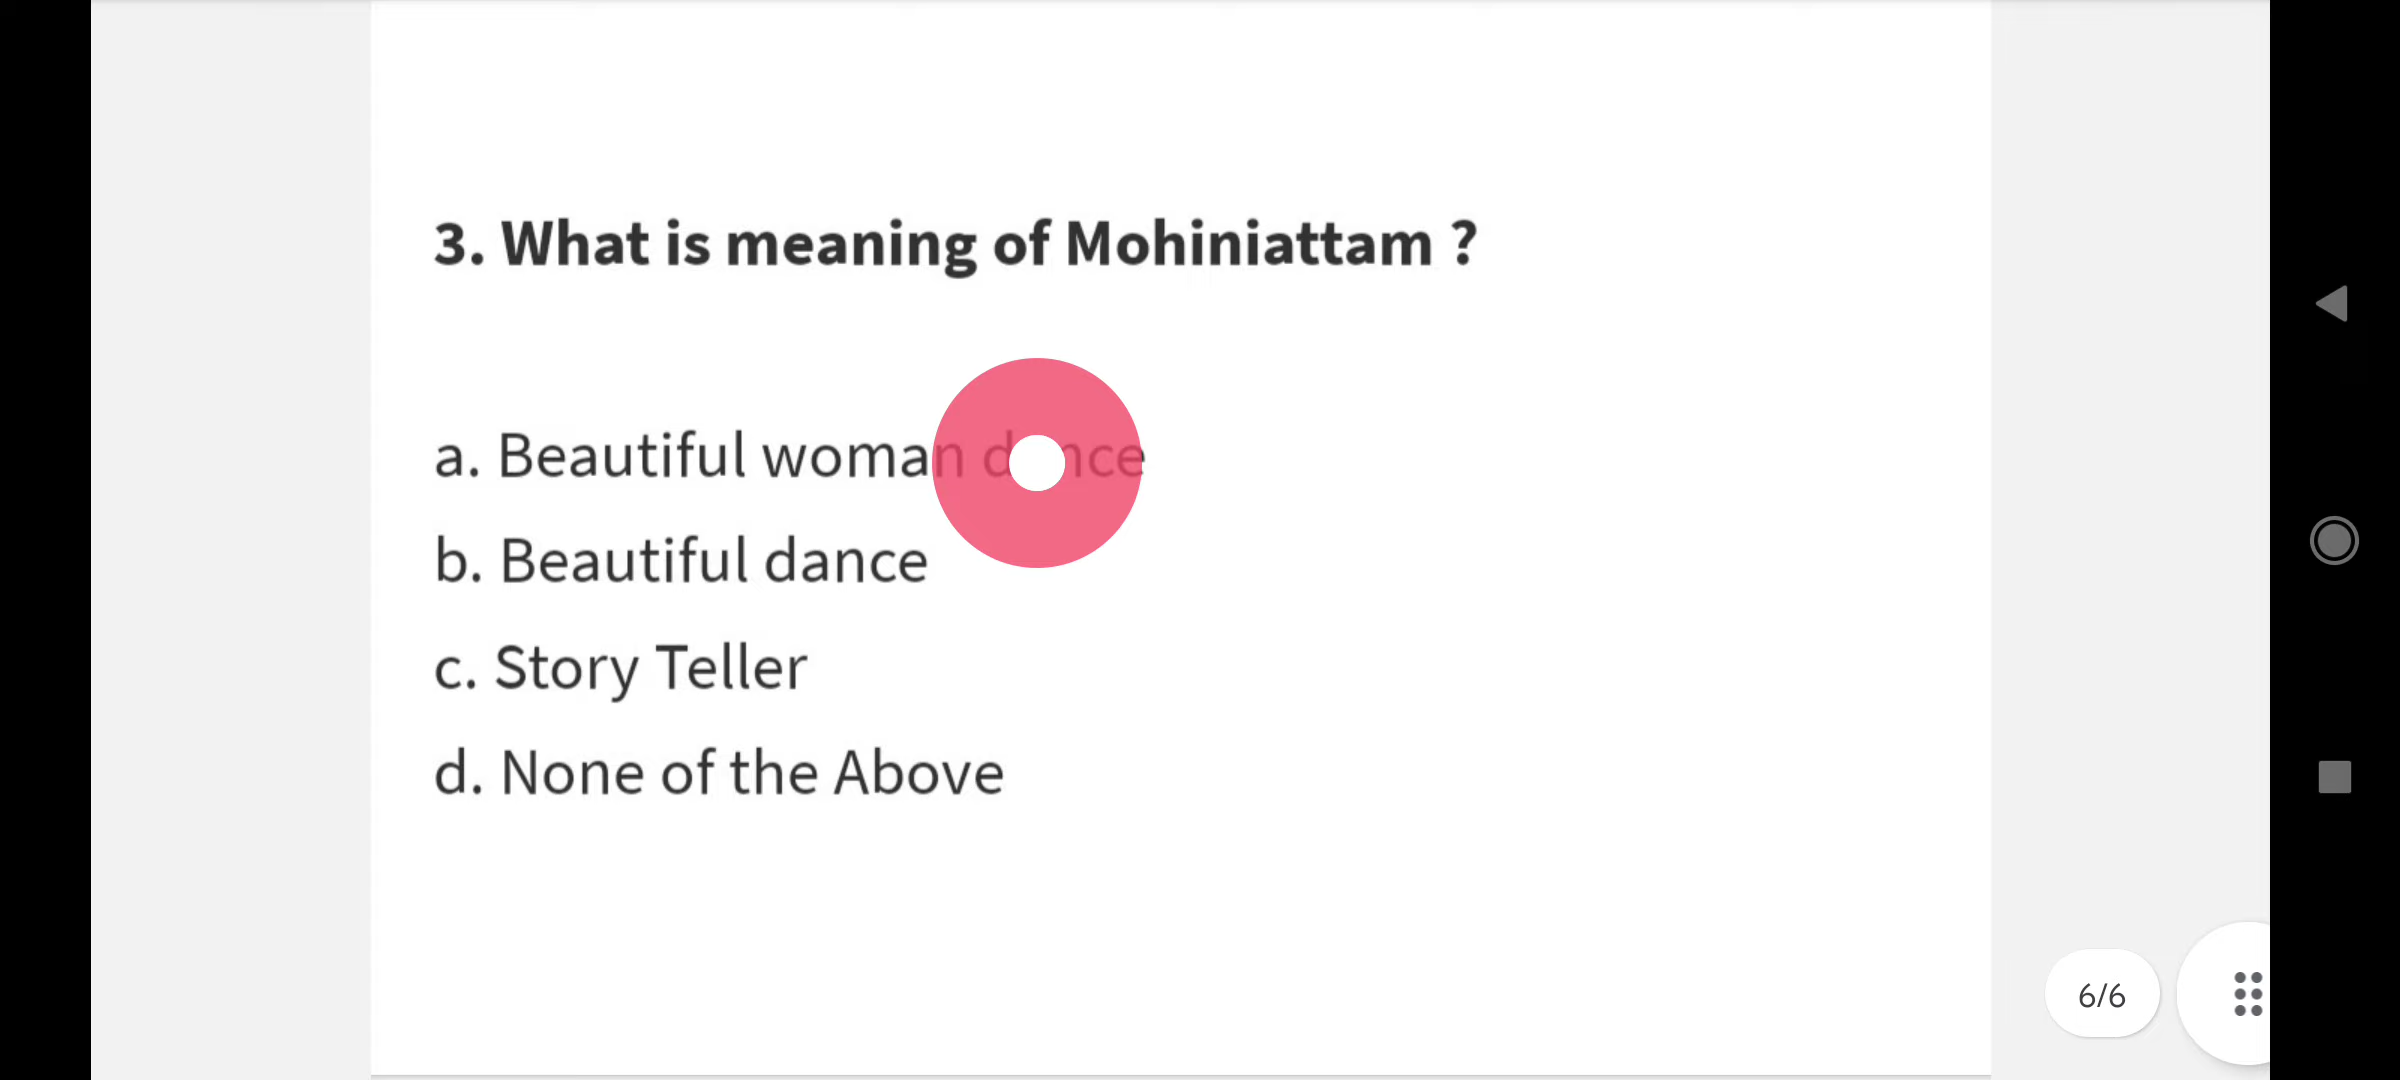 3. What is meaning of Mohiniattam ?
a. Beautiful woman dance
b. Beautiful dance
c. Story Teller
d. None of the Above
6/6